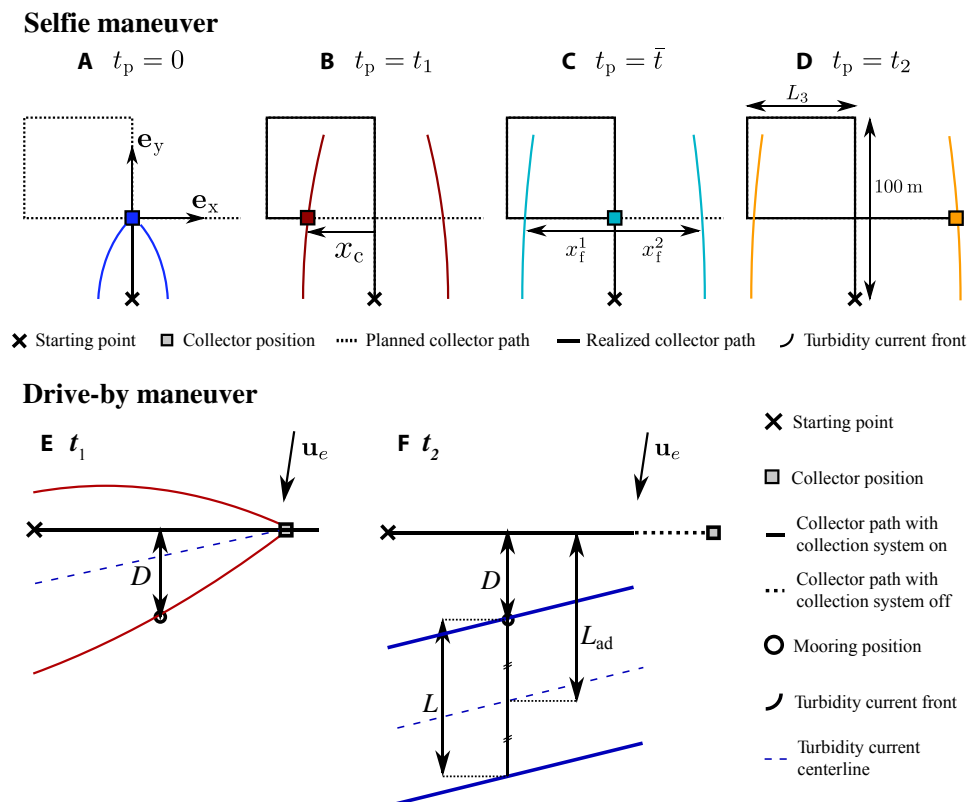 Selfie maneuver
A t_p = 0
B t_p = t_1
C t_p = t̄
D t_p = t_2
L_3
e_y
e_x
100 m
x_c
x_f^1
x_f^2
Starting point
Collector position
Planned collector path
Realized collector path
Turbidity current front
Drive-by maneuver
E t_1
u_e
D
F t_2
u_e
D
L_ad
L
Starting point
Collector position
Collector path with
collection system on
Collector path with
collection system off
Mooring position
Turbidity current front
Turbidity current
centerline